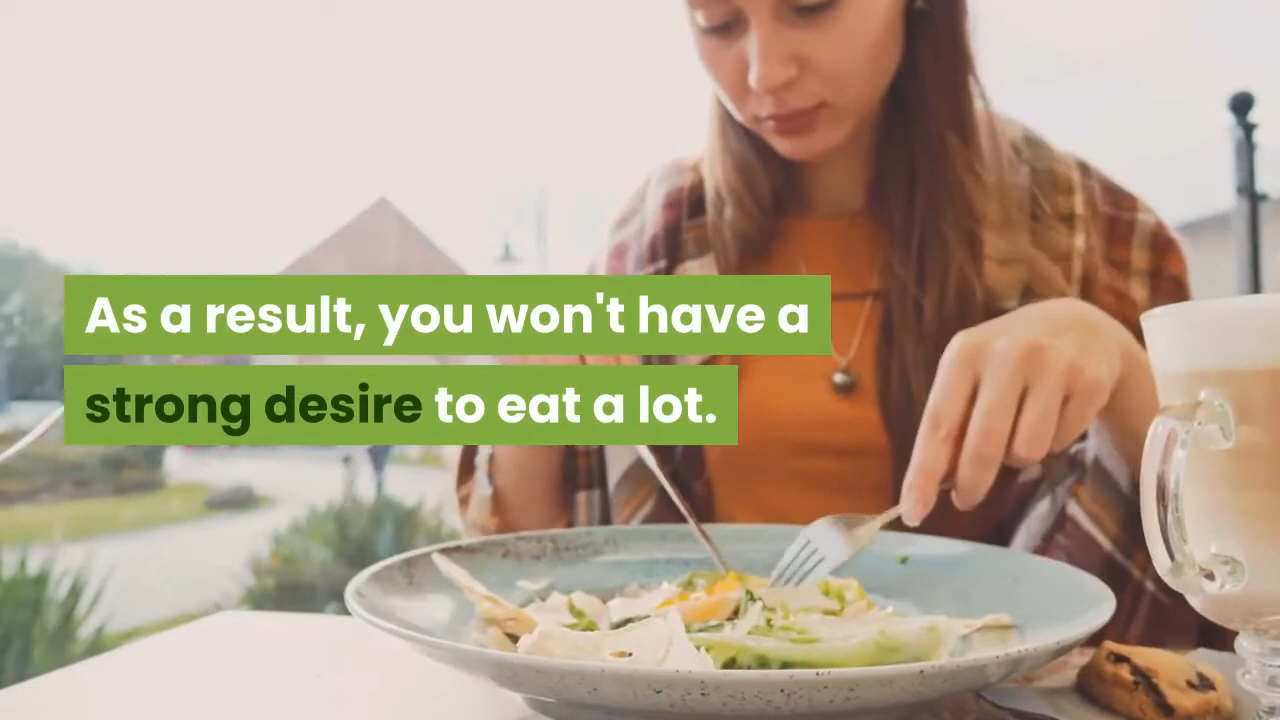 As a result, you won't have a
strong desire to eat a lot.